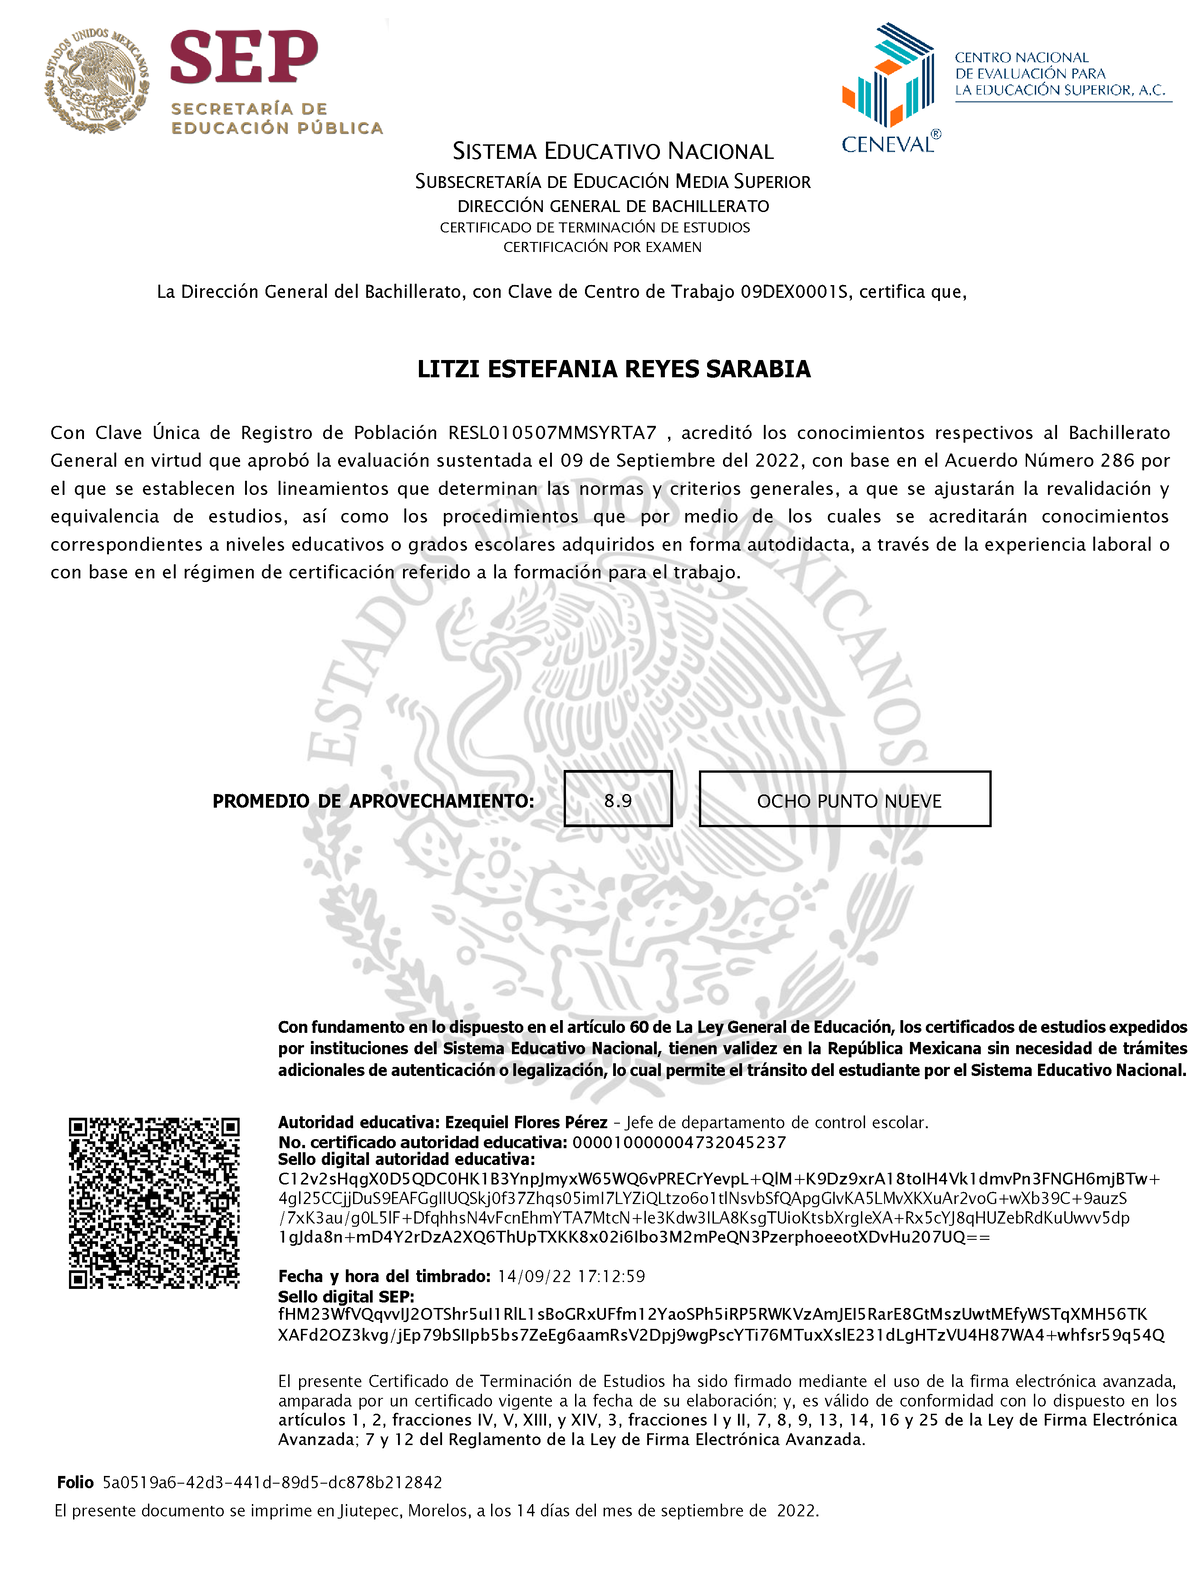 ESTADOS UNIDOS MEXICANOS
SEP
SECRETARÍA DE
EDUCACIÓN PÚBLICA
CENTRO NACIONAL
DE EVALUACIÓN PARA
LA EDUCACIÓN SUPERIOR, A.C.
CENEVAL®
SISTEMA EDUCATIVO NACIONAL
SUBSECRETARÍA DE EDUCACIÓN MEDIA SUPERIOR
DIRECCIÓN GENERAL DE BACHILLERATO
CERTIFICADO DE TERMINACIÓN DE ESTUDIOS
CERTIFICACIÓN POR EXAMEN
La Dirección General del Bachillerato, con Clave de Centro de Trabajo 09DEX0001S, certifica que,
LITZI ESTEFANIA REYES SARABIA
Con Clave Única de Registro de Población RESL010507MMSYRTA7 , acreditó los conocimientos respectivos al Bachillerato
General en virtud que aprobó la evaluación sustentada el 09 de Septiembre del 2022, con base en el Acuerdo Número 286 por
el que se establecen los lineamientos que determinan las normas y criterios generales, a que se ajustarán la revalidación y
equivalencia de estudios, así como los procedimientos que por medio de los cuales se acreditarán conocimientos
correspondientes a niveles educativos o grados escolares adquiridos en forma autodidacta, a través de la experiencia laboral o
con base en el régimen de certificación referido a la formación para el trabajo.
ESTADOS UNIDOS MEXICANOS
PROMEDIO DE APROVECHAMIENTO: 8.9 OCHO PUNTO NUEVE
Con fundamento en lo dispuesto en el artículo 60 de La Ley General de Educación, los certificados de estudios expedidos
por instituciones del Sistema Educativo Nacional, tienen validez en la República Mexicana sin necesidad de trámites
adicionales de autenticación o legalización, lo cual permite el tránsito del estudiante por el Sistema Educativo Nacional.
Autoridad educativa: Ezequiel Flores Pérez – Jefe de departamento de control escolar.
No. certificado autoridad educativa: 000010000004732045237
Sello digital autoridad educativa:
C12v2sHqgX0D5QDC0HK1B3YnpJmyxW65WQ6vPRECrYevpL+QlM+K9Dz9xrA18toIH4Vk1dmvPn3FNGH6mjBTw+
4gl25CCjjDuS9EAFGgIIUQSkj0f37Zhqs05imI7LYZiQLtzo6o1tlNsvbSfQApgGlvKA5LMvXKXuAr2voG+wXb39C+9auzS
/7xK3au/g0L5lF+DfqhhsN4vFcnEhmYTA7MtcN+Ie3Kdw3ILA8KsgTUioKtsbXrgleXA+Rx5cYJ8qHUZebRdKuUwvv5dp
1gJda8n+mD4Y2rDzA2XQ6ThUpTXKK8x02i6Ibo3M2mPeQN3PzerphoeeotXDvHu207UQ==
Fecha y hora del timbrado: 14/09/22 17:12:59
Sello digital SEP:
fHM23WfVQqvvIJ2OTShr5uI1RlL1sBoGRxUFfm12YaoSPh5iRP5RWKVzAmJEI5RarE8GtMszUwtMEfyWSTqXMH56TK
XAFd2OZ3kvg/jEp79bSIIpb5bs7ZeEg6aamRsV2Dpj9wgPscYTi76MTuxXslE231dLgHTzVU4H87WA4+whfsr59q54Q
El presente Certificado de Terminación de Estudios ha sido firmado mediante el uso de la firma electrónica avanzada,
amparada por un certificado vigente a la fecha de su elaboración; y, es válido de conformidad con lo dispuesto en los
artículos 1, 2, fracciones IV, V, XIII, y XIV, 3, fracciones I y II, 7, 8, 9, 13, 14, 16 y 25 de la Ley de Firma Electrónica
Avanzada; 7 y 12 del Reglamento de la Ley de Firma Electrónica Avanzada.
Folio 5a0519a6-42d3-441d-89d5-dc878b212842
El presente documento se imprime en Jiutepec, Morelos, a los 14 días del mes de septiembre de 2022.